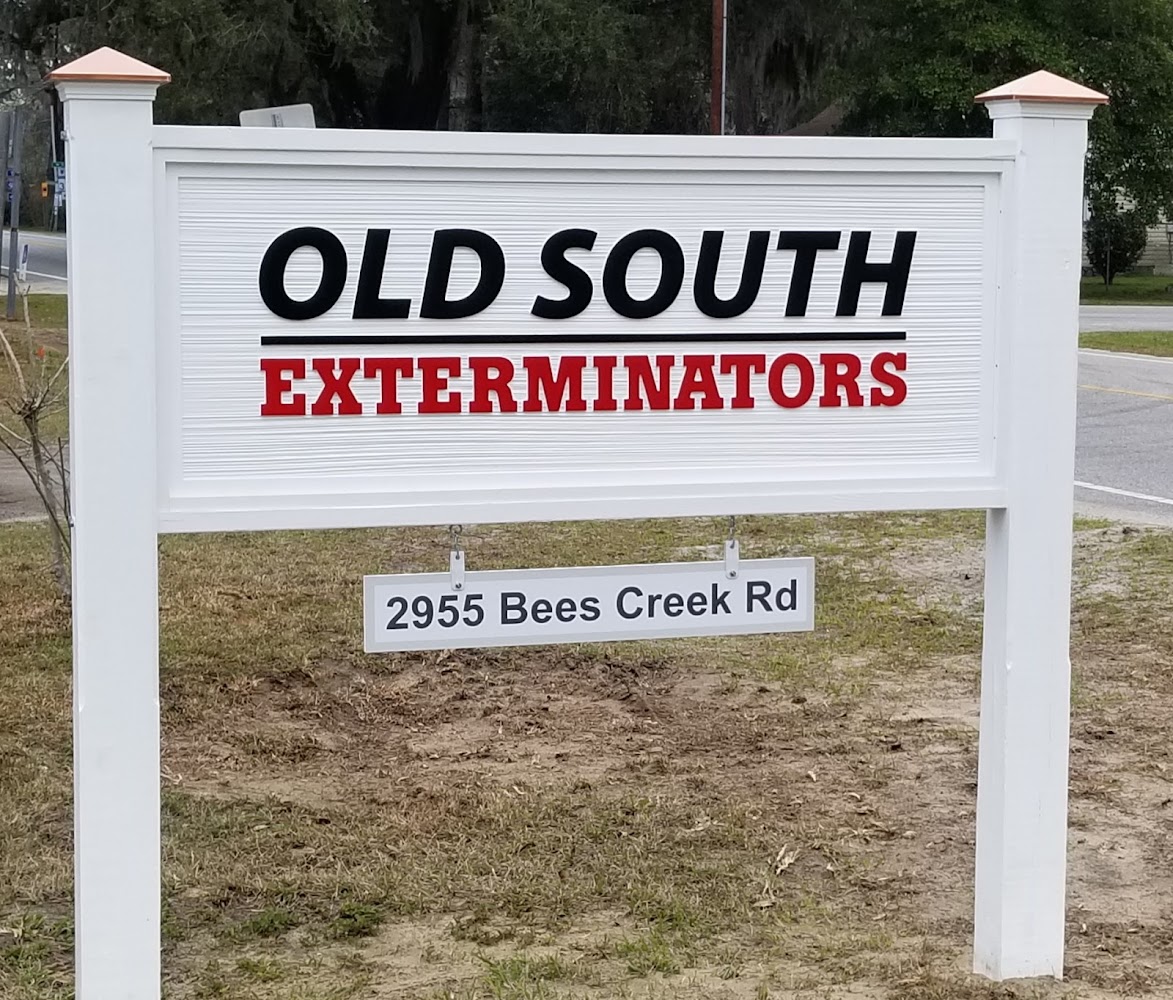 OLD SOUTH
EXTERMINATORS
2955 Bees Creek Rd